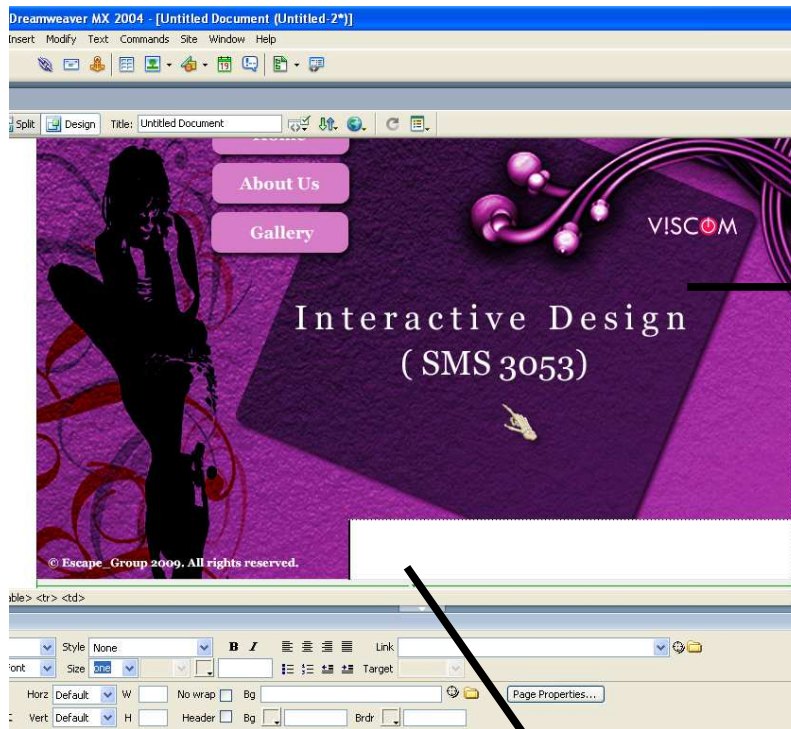 Dreamweaver MX 2004 - [Untitled Document (Untitled-2*)]
Insert Modify Text Commands Site Window Help
19
Split Design Title: Untitled Document
Home
About Us
Gallery
V!SCOM
Interactive Design
( SMS 3053)
© Escape_Group 2009. All rights reserved.
<tr> <td>
Style None B I Link
Size Target
Horz Default W No wrap Bg Page Properties...
Vert Default H Header Bg Brdr